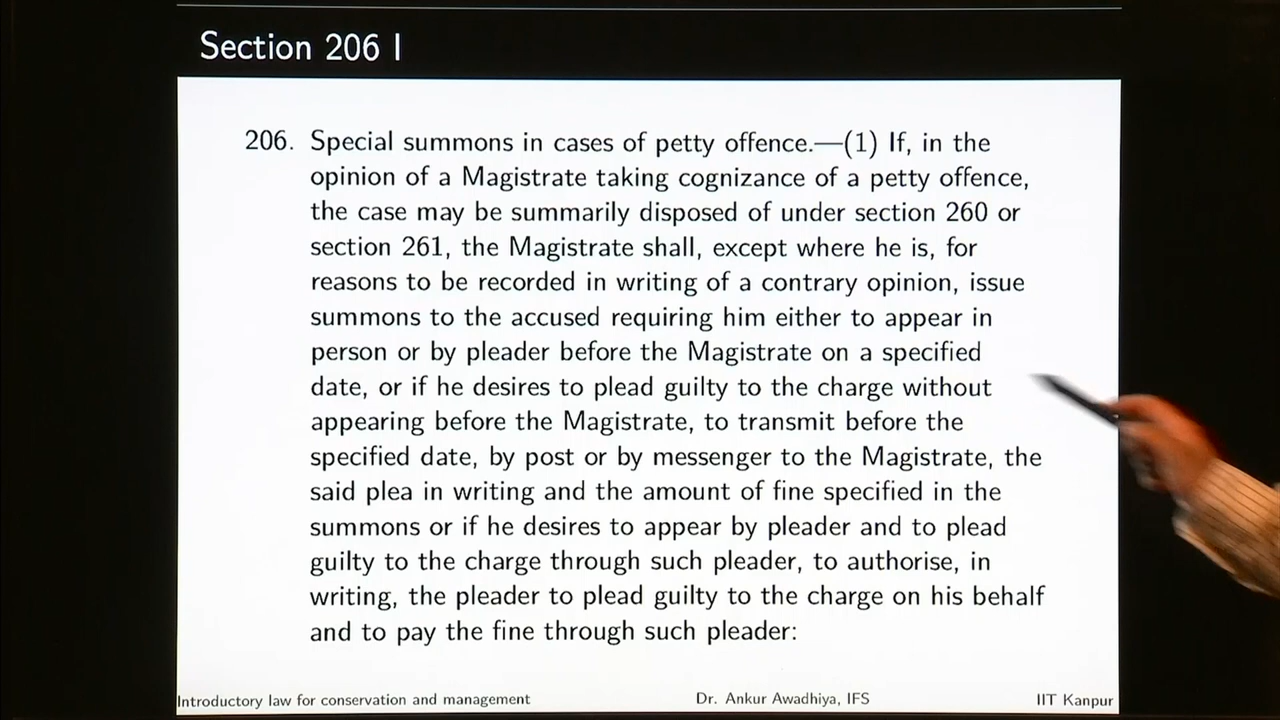 Section 206 I
206. Special summons in cases of petty offence.—(1) If, in the
opinion of a Magistrate taking cognizance of a petty offence,
the case may be summarily disposed of under section 260 or
section 261, the Magistrate shall, except where he is, for
reasons to be recorded in writing of a contrary opinion, issue
summons to the accused requiring him either to appear in
person or by pleader before the Magistrate on a specified
date, or if he desires to plead guilty to the charge without
appearing before the Magistrate, to transmit before the
specified date, by post or by messenger to the Magistrate, the
said plea in writing and the amount of fine specified in the
summons or if he desires to appear by pleader and to plead
guilty to the charge through such pleader, to authorise, in
writing, the pleader to plead guilty to the charge on his behalf
and to pay the fine through such pleader:
Introductory law for conservation and management Dr. Ankur Awadhiya, IFS IIT Kanpur